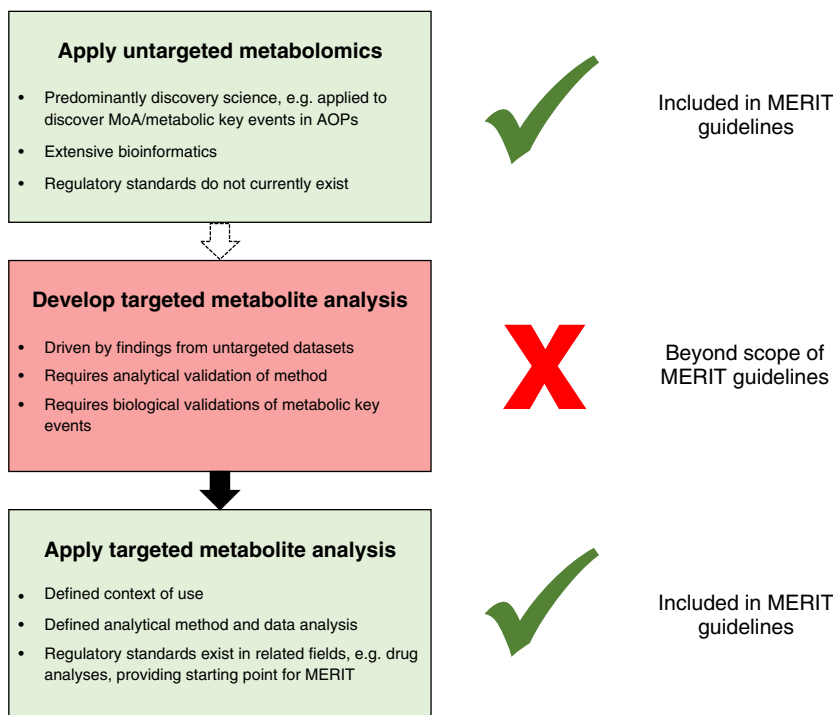 Apply untargeted metabolomics
• Predominantly discovery science, e.g. applied to
discover MoA/metabolic key events in AOPs
• Extensive bioinformatics
• Regulatory standards do not currently exist
Included in MERIT
guidelines
Develop targeted metabolite analysis
• Driven by findings from untargeted datasets
• Requires analytical validation of method
• Requires biological validations of metabolic key
events
X
Beyond scope of
MERIT guidelines
Apply targeted metabolite analysis
• Defined context of use
• Defined analytical method and data analysis
• Regulatory standards exist in related fields, e.g. drug
analyses, providing starting point for MERIT
Included in MERIT
guidelines